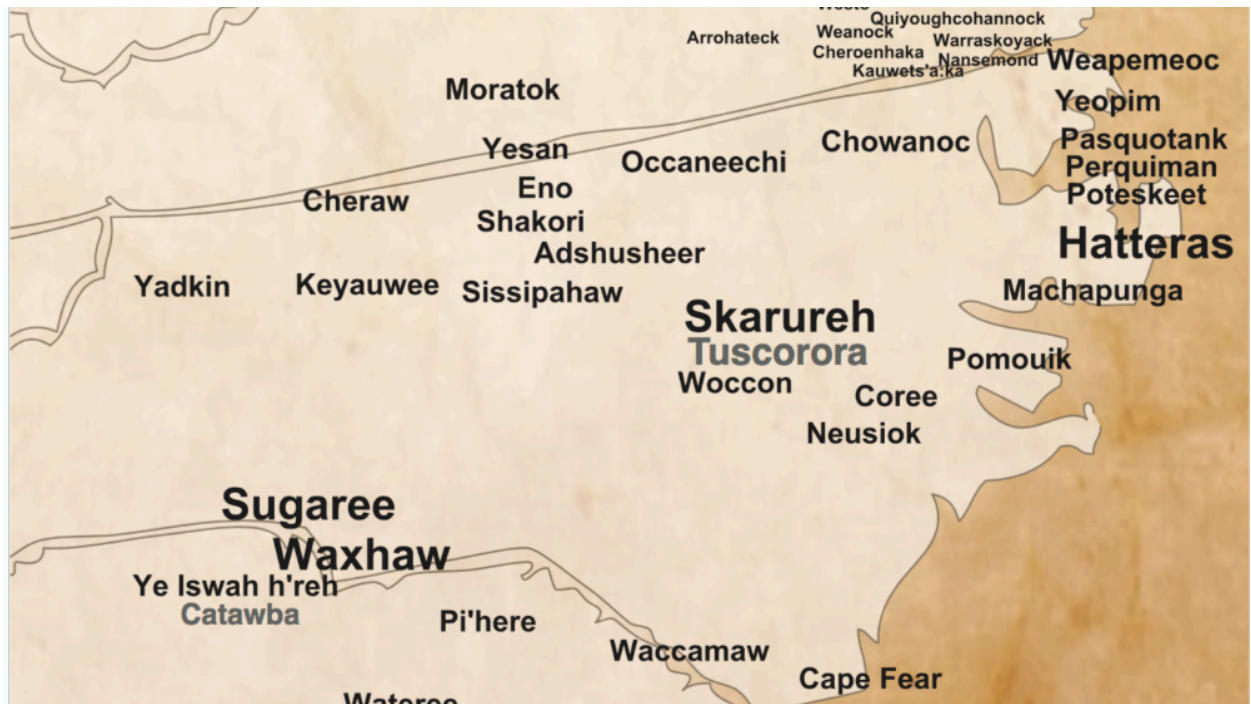 Westo
Quiyoughcohannock
Arrohateck
Weanock
Warraskoyack
Cheroenhaka
Nansemond
Weapemeoc
Kauwets'a:ka
Moratok
Yeopim
Chowanoc
Pasquotank
Yesan
Occaneechi
Perquiman
Eno
Poteskeet
Cheraw
Shakori
Hatteras
Adshusheer
Yadkin
Keyauwee
Sissipahaw
Machapunga
Skarureh
Tuscorora
Pomouik
Woccon
Coree
Neusiok
Sugaree
Waxhaw
Ye Iswah h'reh
Catawba
Pi'here
Waccamaw
Cape Fear
Wateree